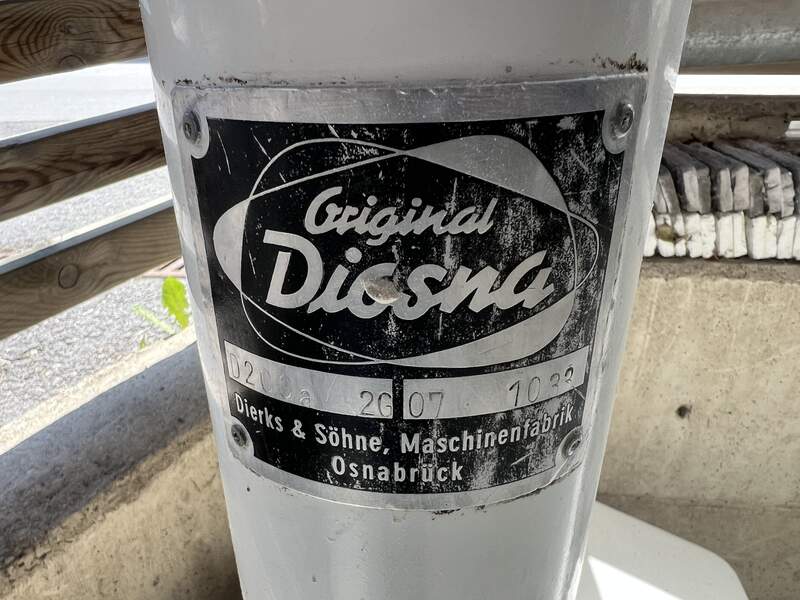 Original
Diosna
2G 07
Dierks & Söhne, Maschinenfabrik
Osnabrück